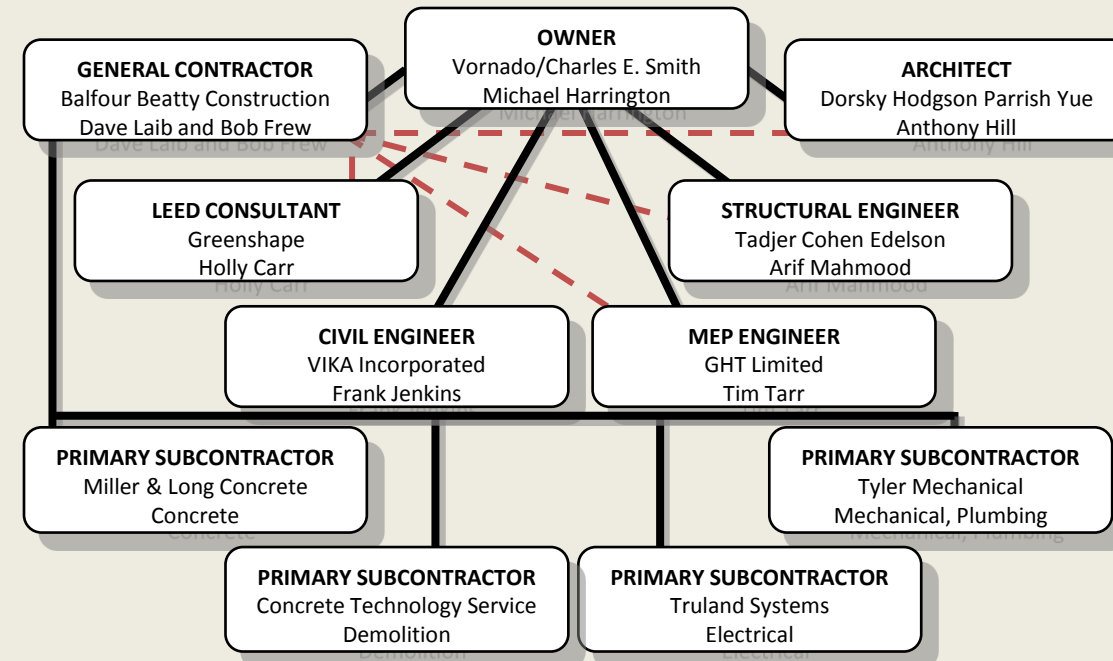 OWNER
Vornado/Charles E. Smith
Michael Harrington
GENERAL CONTRACTOR
Balfour Beatty Construction
Dave Laib and Bob Frew
ARCHITECT
Dorsky Hodgson Parrish Yue
Anthony Hill
LEED CONSULTANT
Greenshape
Holly Carr
STRUCTURAL ENGINEER
Tadjer Cohen Edelson
Arif Mahmood
CIVIL ENGINEER
VIKA Incorporated
Frank Jenkins
MEP ENGINEER
GHT Limited
Tim Tarr
PRIMARY SUBCONTRACTOR
Miller & Long Concrete
Concrete
PRIMARY SUBCONTRACTOR
Tyler Mechanical
Mechanical, Plumbing
PRIMARY SUBCONTRACTOR
Concrete Technology Service
Demolition
PRIMARY SUBCONTRACTOR
Truland Systems
Electrical